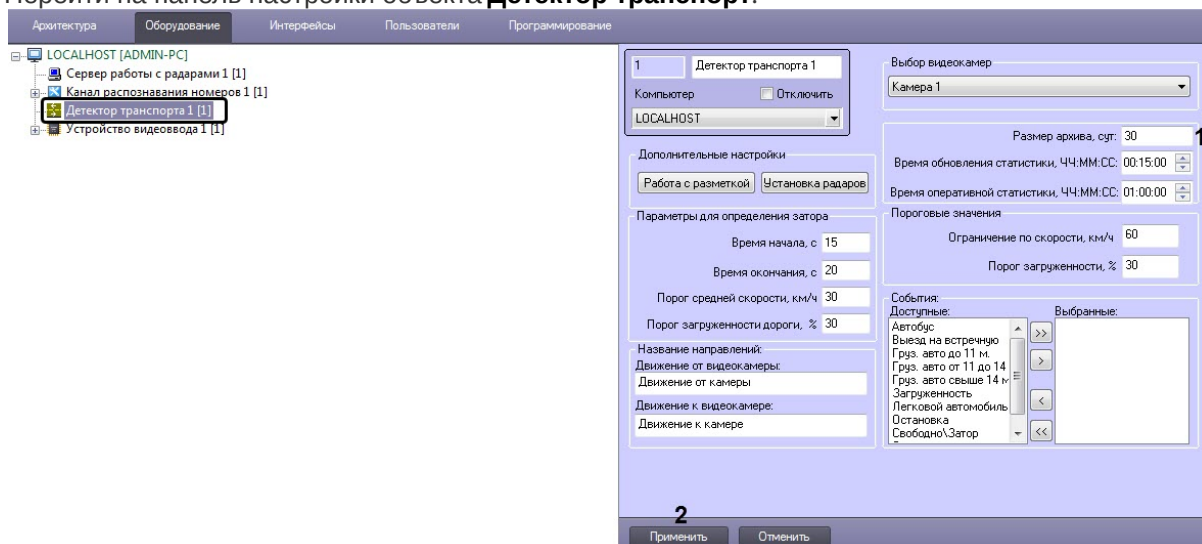 Перейти на панель настройки объекта Детектор транспорт.
Архитектура Оборудование Интерфейсы Пользователи Программирование
LOCALHOST [ADMIN-PC]
Сервер работы с радарами 1 [1]
Канал распознавания номеров 1 [1]
Детектор транспорта 1 [1]
Устройство видеоввода 1 [1]
1 Детектор транспорта 1
Компьютер Отключить
LOCALHOST
Дополнительные настройки
Работа с разметкой Установка радаров
Параметры для определения затора
Время начала, с 15
Время окончания, с 20
Порог средней скорости, км/ч 30
Порог загруженности дороги, % 30
Название направлений:
Движение от видеокамеры:
Движение от камеры
Движение к видеокамере:
Движение к камере
Выбор видеокамер
Камера 1
Размер архива, сут: 30 1
Время обновления статистики, ЧЧ:ММ:СС: 00:15:00
Время оперативной статистики, ЧЧ:ММ:СС: 01:00:00
Пороговые значения
Ограничение по скорости, км/ч 60
Порог загруженности, % 30
События:
Доступные: Выбранные:
Автобус
Выезд на встречную
Груз. авто до 11 м.
Груз. авто от 11 до 14
Груз. авто свыше 14 м
Загруженность
Легковой автомобиль
Остановка
Свободно\Затор
>>
>
<
<<
2
Применить Отменить